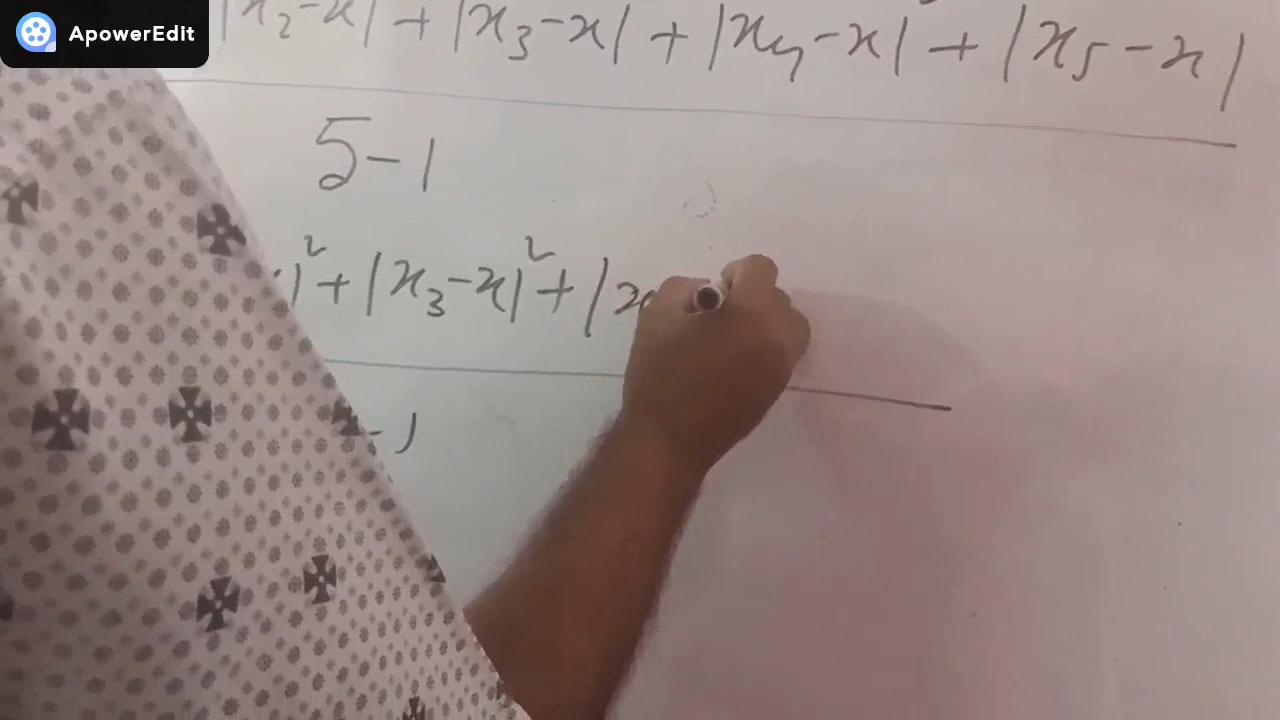 ApowerEdit
|x₂-x| + |x₃-x| + |x₄-x| + |x₅-x|
5-1
)² + |x₃-x|² + |x
- 1